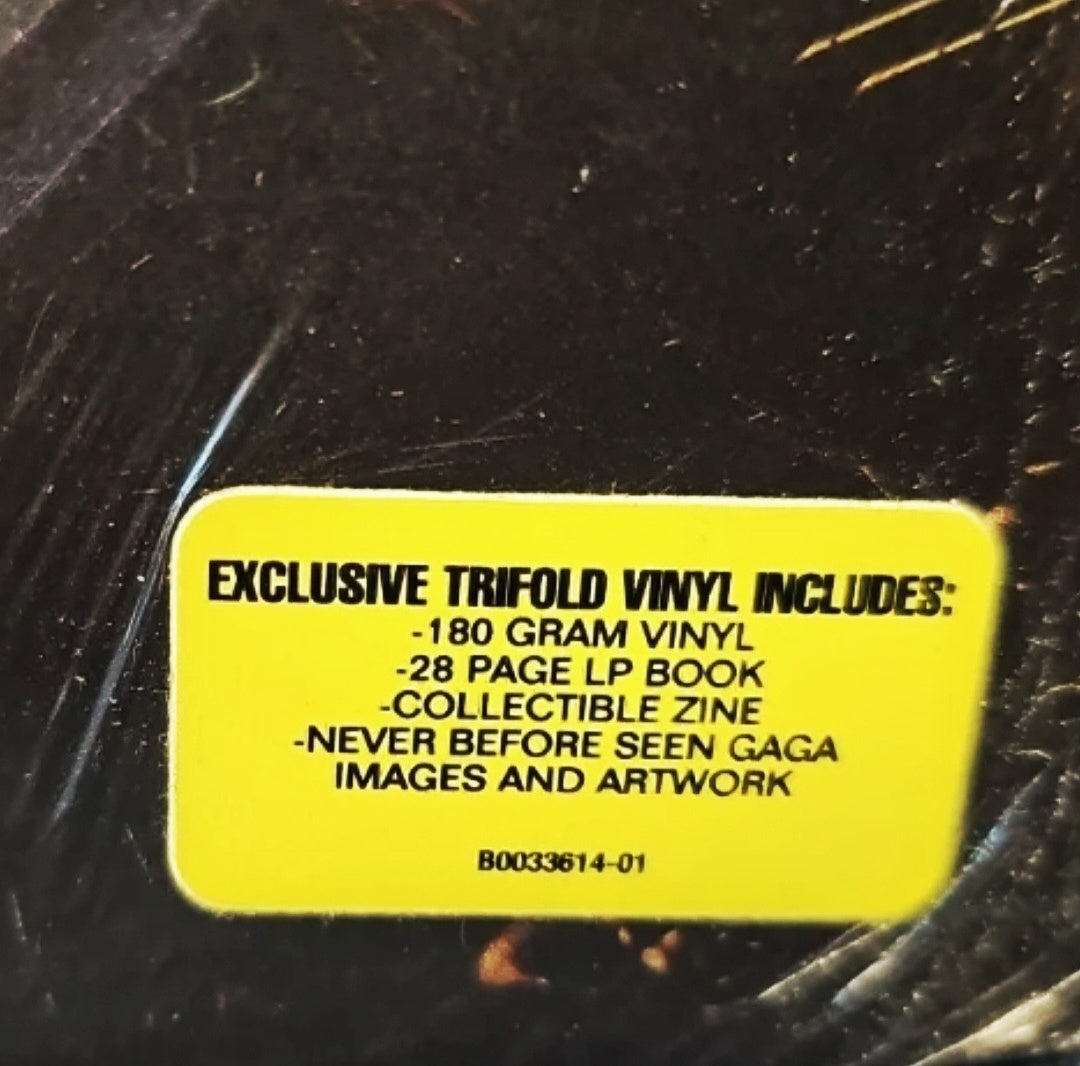 EXCLUSIVE TRIFOLD VINYL INCLUDES:
-180 GRAM VINYL
-28 PAGE LP BOOK
-COLLECTIBLE ZINE
-NEVER BEFORE SEEN GAGA
IMAGES AND ARTWORK
B0033614-01